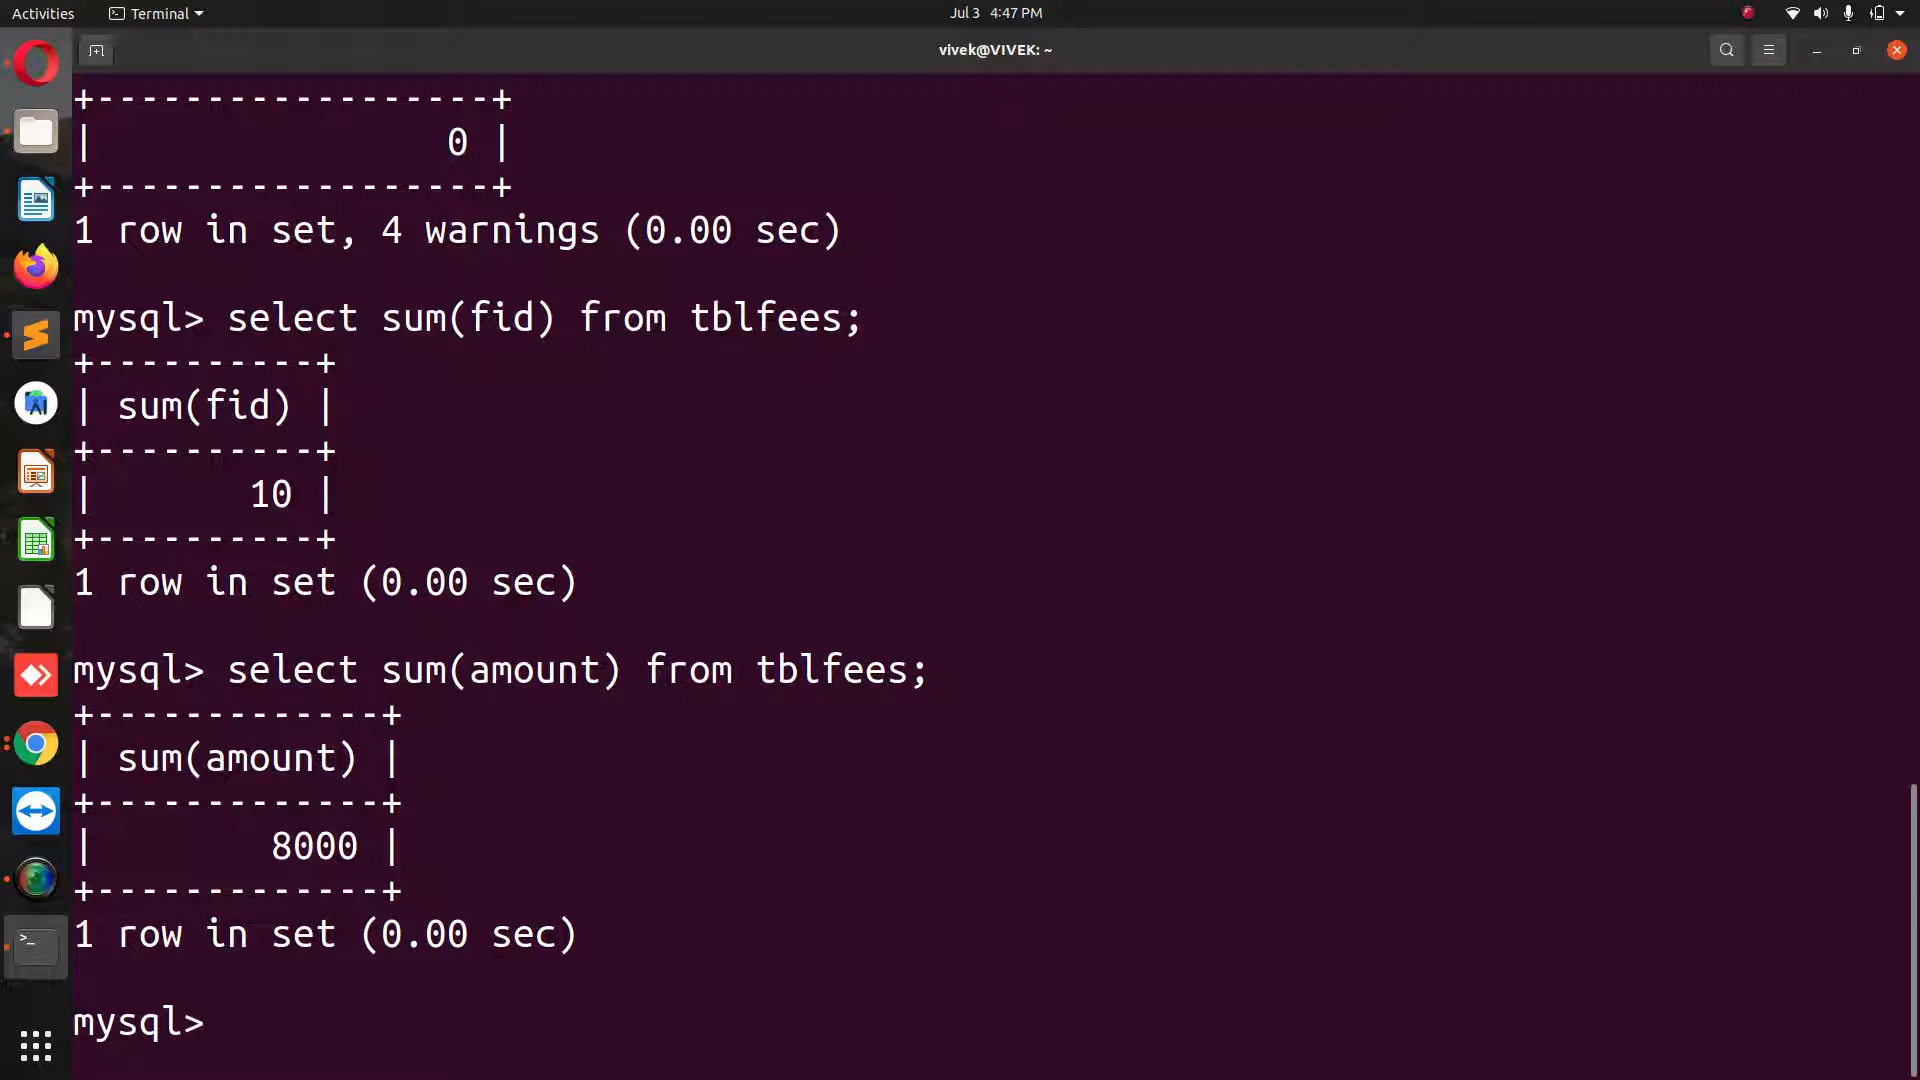 Activities Terminal Jul 3 4:47 PM
vivek@VIVEK: ~
+------------------+
|                0 |
+------------------+
1 row in set, 4 warnings (0.00 sec)
mysql> select sum(fid) from tblfees;
+----------+
| sum(fid) |
+----------+
|       10 |
+----------+
1 row in set (0.00 sec)
mysql> select sum(amount) from tblfees;
+-------------+
| sum(amount) |
+-------------+
|        8000 |
+-------------+
1 row in set (0.00 sec)
mysql>